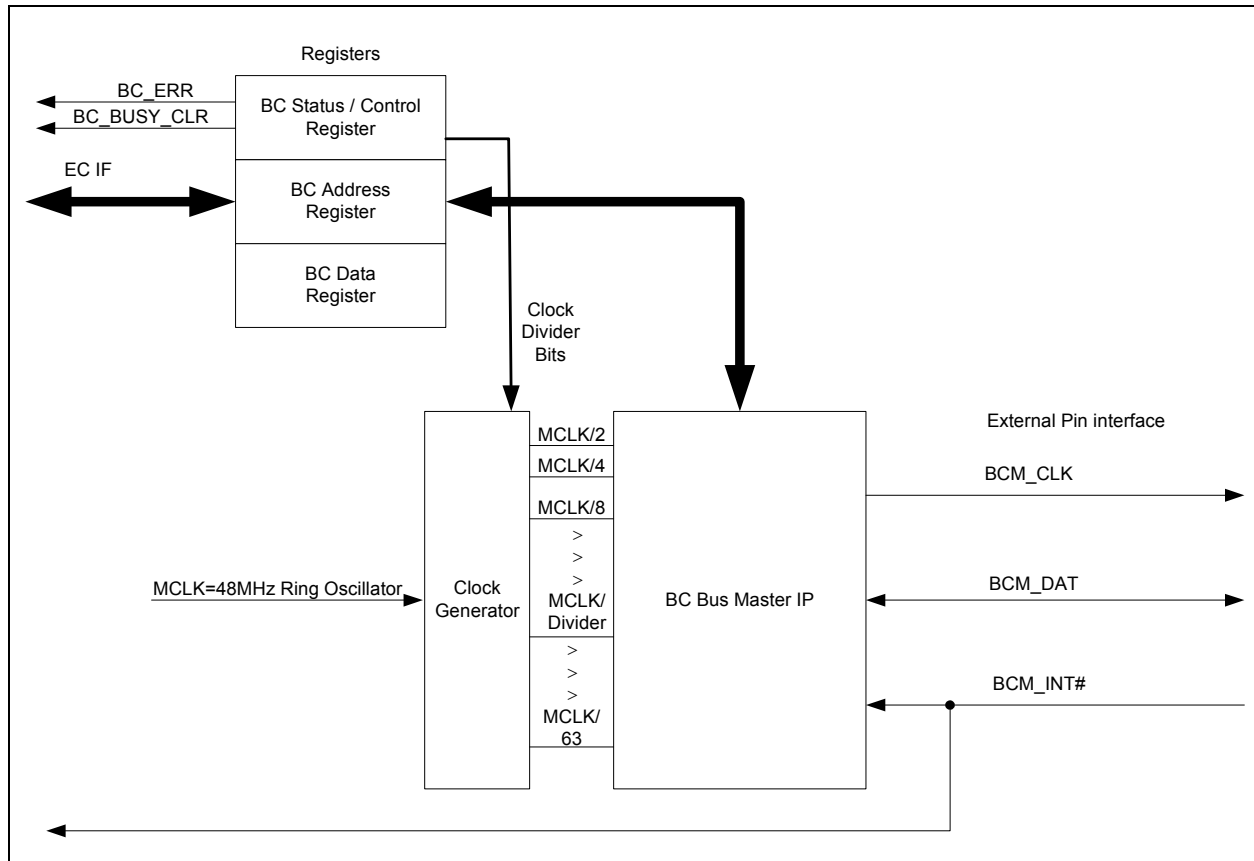 Registers
BC_ERR
BC_BUSY_CLR
BC Status / Control
Register
EC IF
BC Address
Register
BC Data
Register
Clock
Divider
Bits
External Pin interface
MCLK/2
MCLK/4
MCLK/8
>
>
>
MCLK/
Divider
>
>
>
MCLK/
63
MCLK=48MHz Ring Oscillator
Clock
Generator
BC Bus Master IP
BCM_CLK
BCM_DAT
BCM_INT#